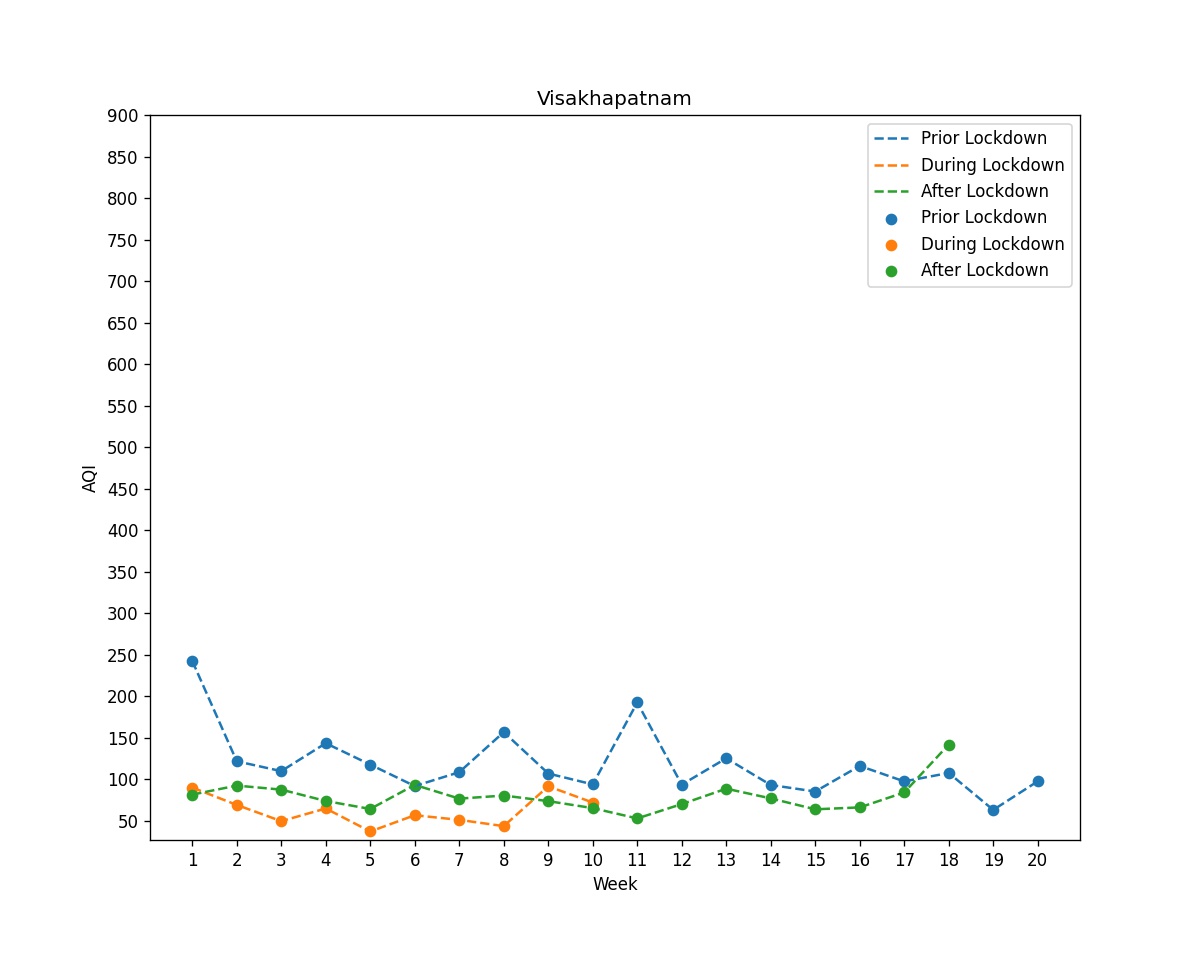 Visakhapatnam
900
850
800
750
700
650
600
550
500
450
400
350
300
250
200
150
100
50
AQI
Prior Lockdown
During Lockdown
After Lockdown
Prior Lockdown
During Lockdown
After Lockdown
1 2 3 4 5 6 7 8 9 10 11 12 13 14 15 16 17 18 19 20
Week